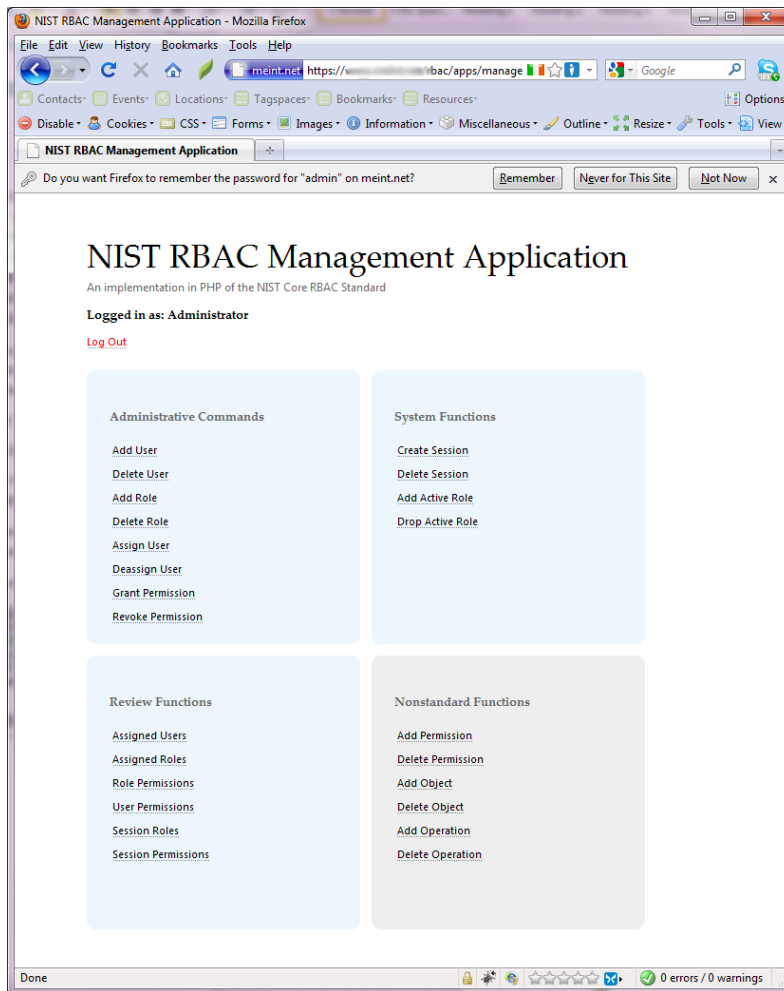 NIST RBAC Management Application - Mozilla Firefox
File Edit View History Bookmarks Tools Help
meint.net https:// rbac/apps/manage Google
Contacts Events Locations Tagspaces Bookmarks Resources Options
Disable Cookies CSS Forms Images Information Miscellaneous Outline Resize Tools View
NIST RBAC Management Application
Do you want Firefox to remember the password for "admin" on meint.net? Remember Never for This Site Not Now
NIST RBAC Management Application
An implementation in PHP of the NIST Core RBAC Standard
Logged in as: Administrator
Log Out
Administrative Commands
Add User
Delete User
Add Role
Delete Role
Assign User
Deassign User
Grant Permission
Revoke Permission
System Functions
Create Session
Delete Session
Add Active Role
Drop Active Role
Review Functions
Assigned Users
Assigned Roles
Role Permissions
User Permissions
Session Roles
Session Permissions
Nonstandard Functions
Add Permission
Delete Permission
Add Object
Delete Object
Add Operation
Delete Operation
Done 0 errors / 0 warnings